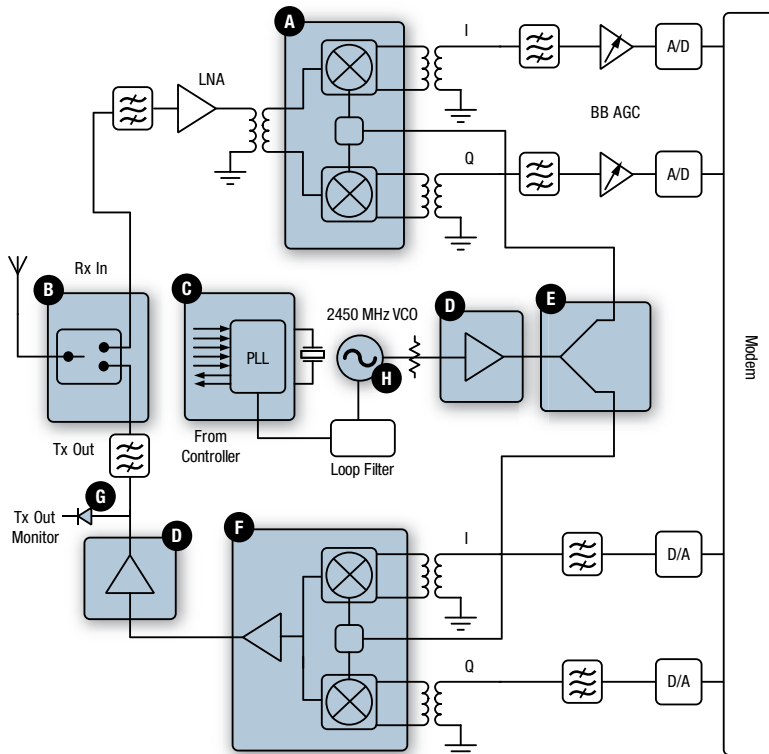 A
I
LNA
A/D
BB AGC
Q
A/D
Rx In
B
C
2450 MHz VCO
D
E
PLL
H
Modem
From
Controller
Loop Filter
Tx Out
G
Tx Out
Monitor
D
F
I
D/A
Q
D/A